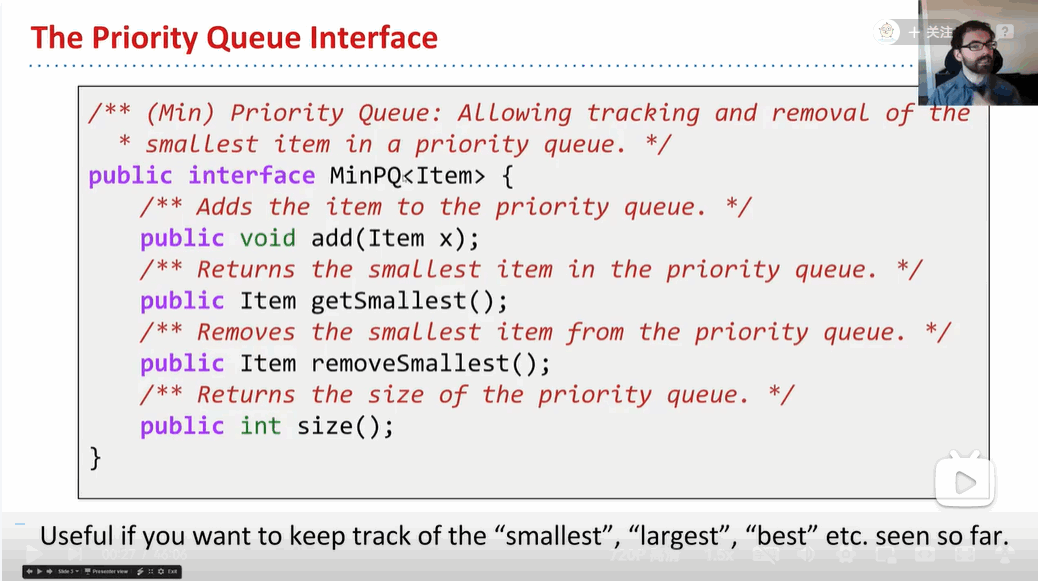 The Priority Queue Interface
+ 关注
?
/** (Min) Priority Queue: Allowing tracking and removal of the
* smallest item in a priority queue. */
public interface MinPQ<Item> {
/** Adds the item to the priority queue. */
public void add(Item x);
/** Returns the smallest item in the priority queue. */
public Item getSmallest();
/** Removes the smallest item from the priority queue. */
public Item removeSmallest();
/** Returns the size of the priority queue. */
public int size();
}
Useful if you want to keep track of the “smallest”, “largest”, “best” etc. seen so far.
Slide 3 Presenter view Exit